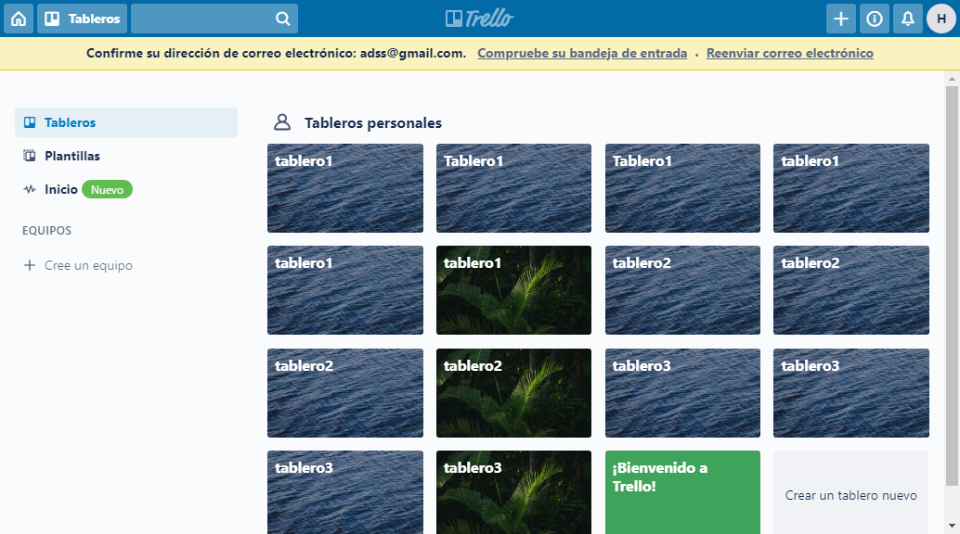 Tableros
Trello
H
Confirme su dirección de correo electrónico: adss@gmail.com. Compruebe su bandeja de entrada · Reenviar correo electrónico
Tableros
Plantillas
Inicio Nuevo
EQUIPOS
+ Cree un equipo
Tableros personales
tablero1
Tablero1
Tablero1
tablero1
tablero1
tablero1
tablero2
tablero2
tablero2
tablero2
tablero3
tablero3
tablero3
tablero3
¡Bienvenido a
Trello!
Crear un tablero nuevo